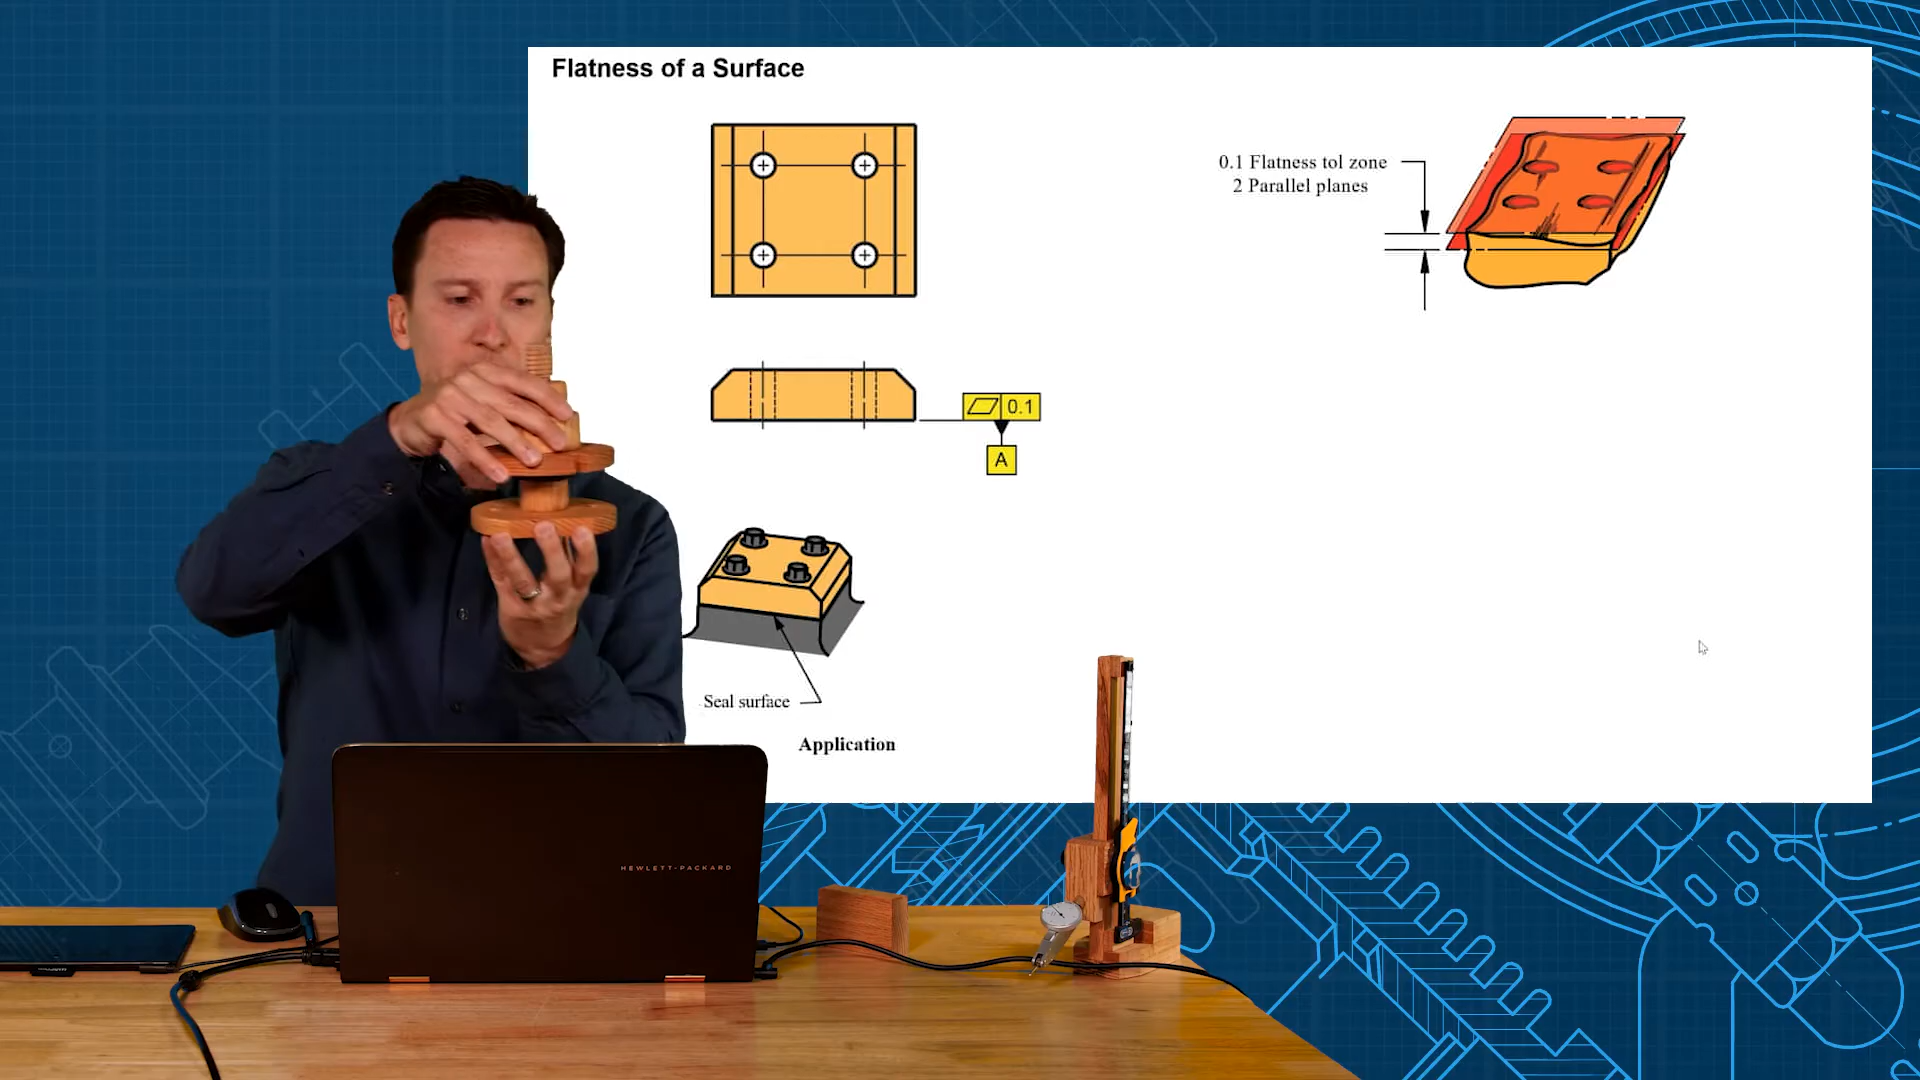 Flatness of a Surface
0.1 Flatness tol zone
2 Parallel planes
0.1
A
Seal surface
Application
HEWLETT-PACKARD